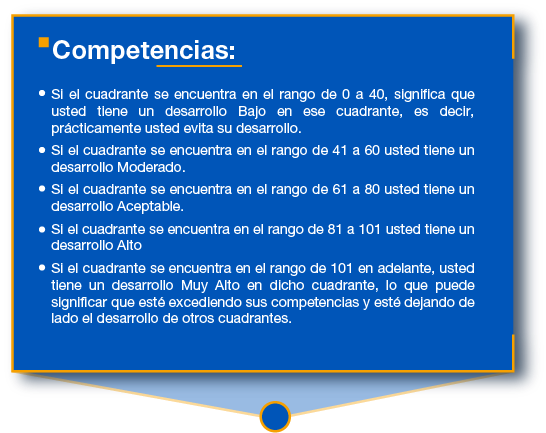 Competencias:
SI el cuadrante se encuentra en el rango de 0 a 40, significa que
usted tiene un desarrollo Bajo en ese cuadrante, es decir,
prácticamente usted evita su desarrollo.
SI el cuadrante se encuentra en el rango de 41 a 60 usted tiene un
desarrollo Moderado.
SI el cuadrante se encuentra en el rango de 61 a 80 usted tiene un
desarrollo Aceptable.
SI el cuadrante se encuentra en el rango de 81 a 101 usted tiene un
desarrollo Alto
SI el cuadrante se encuentra en el rango de 101 en adelante, usted
tiene un desarrollo Muy Alto en dicho cuadrante, lo que puede
significar que esté excediendo sus competencias y esté dejando de
lado el desarrollo de otros cuadrantes.